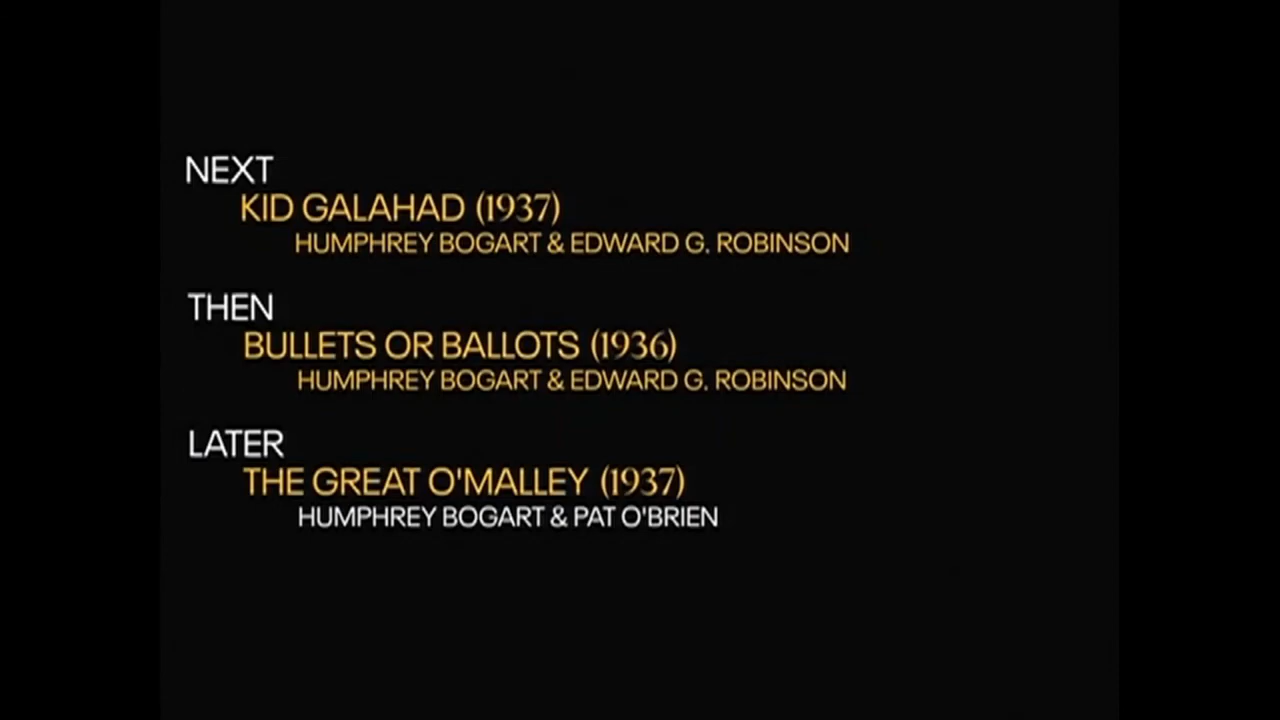 NEXT
KID GALAHAD (1937)
HUMPHREY BOGART & EDWARD G. ROBINSON
THEN
BULLETS OR BALLOTS (1936)
HUMPHREY BOGART & EDWARD G. ROBINSON
LATER
THE GREAT O'MALLEY (1937)
HUMPHREY BOGART & PAT O'BRIEN